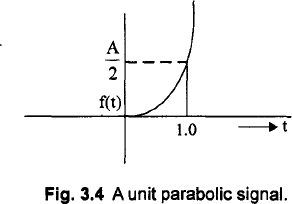 A
2
f(t)
1.0
t
Fig. 3.4 A unit parabolic signal.